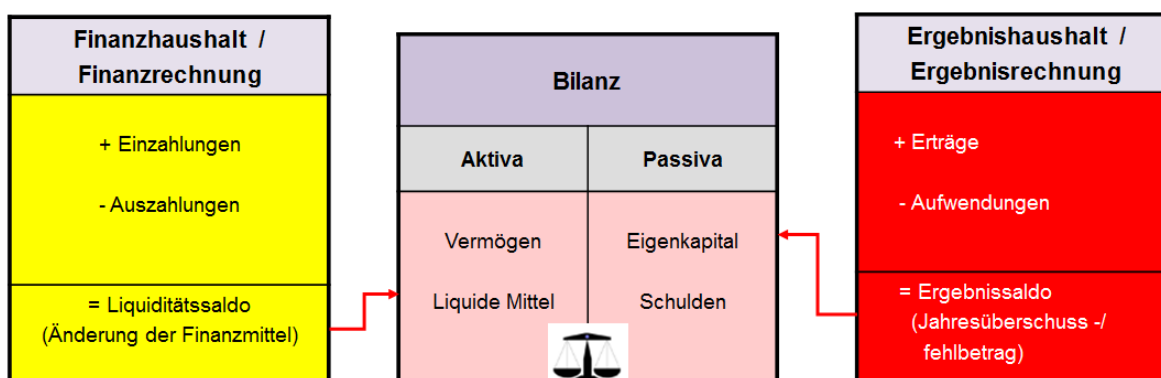 Finanzhaushalt /
Finanzrechnung
+ Einzahlungen
- Auszahlungen
= Liquiditätssaldo
(Änderung der Finanzmittel)
Bilanz
Aktiva
Passiva
Vermögen
Eigenkapital
Liquide Mittel
Schulden
Ergebnishaushalt /
Ergebnisrechnung
+ Erträge
- Aufwendungen
= Ergebnissaldo
(Jahresüberschuss -/
fehlbetrag)